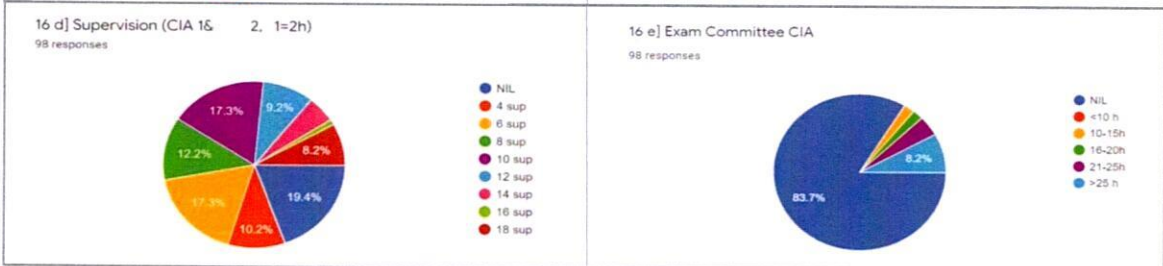 16 d] Supervision (CIA 1& 2, 1=2h)
98 responses
17.3%
9.2%
12.2%
8.2%
17.3%
19.4%
10.2%
NIL
4 sup
6 sup
8 sup
10 sup
12 sup
14 sup
16 sup
18 sup
16 e] Exam Committee CIA
98 responses
8.2%
83.7%
NIL
<10 h
10-15h
16-20h
21-25h
>25 h